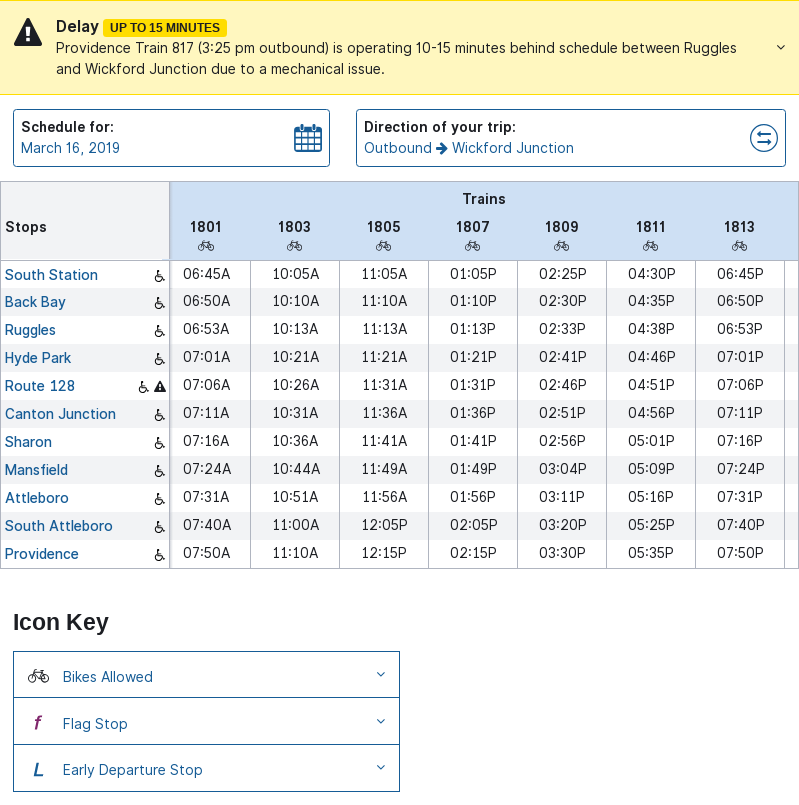 Delay UP TO 15 MINUTES
Providence Train 817 (3:25 pm outbound) is operating 10-15 minutes behind schedule between Ruggles
and Wickford Junction due to a mechanical issue.
Schedule for:
March 16, 2019
Direction of your trip:
Outbound → Wickford Junction
Trains
Stops 1801 1803 1805 1807 1809 1811 1813
South Station 06:45A 10:05A 11:05A 01:05P 02:25P 04:30P 06:45P
Back Bay 06:50A 10:10A 11:10A 01:10P 02:30P 04:35P 06:50P
Ruggles 06:53A 10:13A 11:13A 01:13P 02:33P 04:38P 06:53P
Hyde Park 07:01A 10:21A 11:21A 01:21P 02:41P 04:46P 07:01P
Route 128 07:06A 10:26A 11:31A 01:31P 02:46P 04:51P 07:06P
Canton Junction 07:11A 10:31A 11:36A 01:36P 02:51P 04:56P 07:11P
Sharon 07:16A 10:36A 11:41A 01:41P 02:56P 05:01P 07:16P
Mansfield 07:24A 10:44A 11:49A 01:49P 03:04P 05:09P 07:24P
Attleboro 07:31A 10:51A 11:56A 01:56P 03:11P 05:16P 07:31P
South Attleboro 07:40A 11:00A 12:05P 02:05P 03:20P 05:25P 07:40P
Providence 07:50A 11:10A 12:15P 02:15P 03:30P 05:35P 07:50P
Icon Key
Bikes Allowed
f Flag Stop
L Early Departure Stop